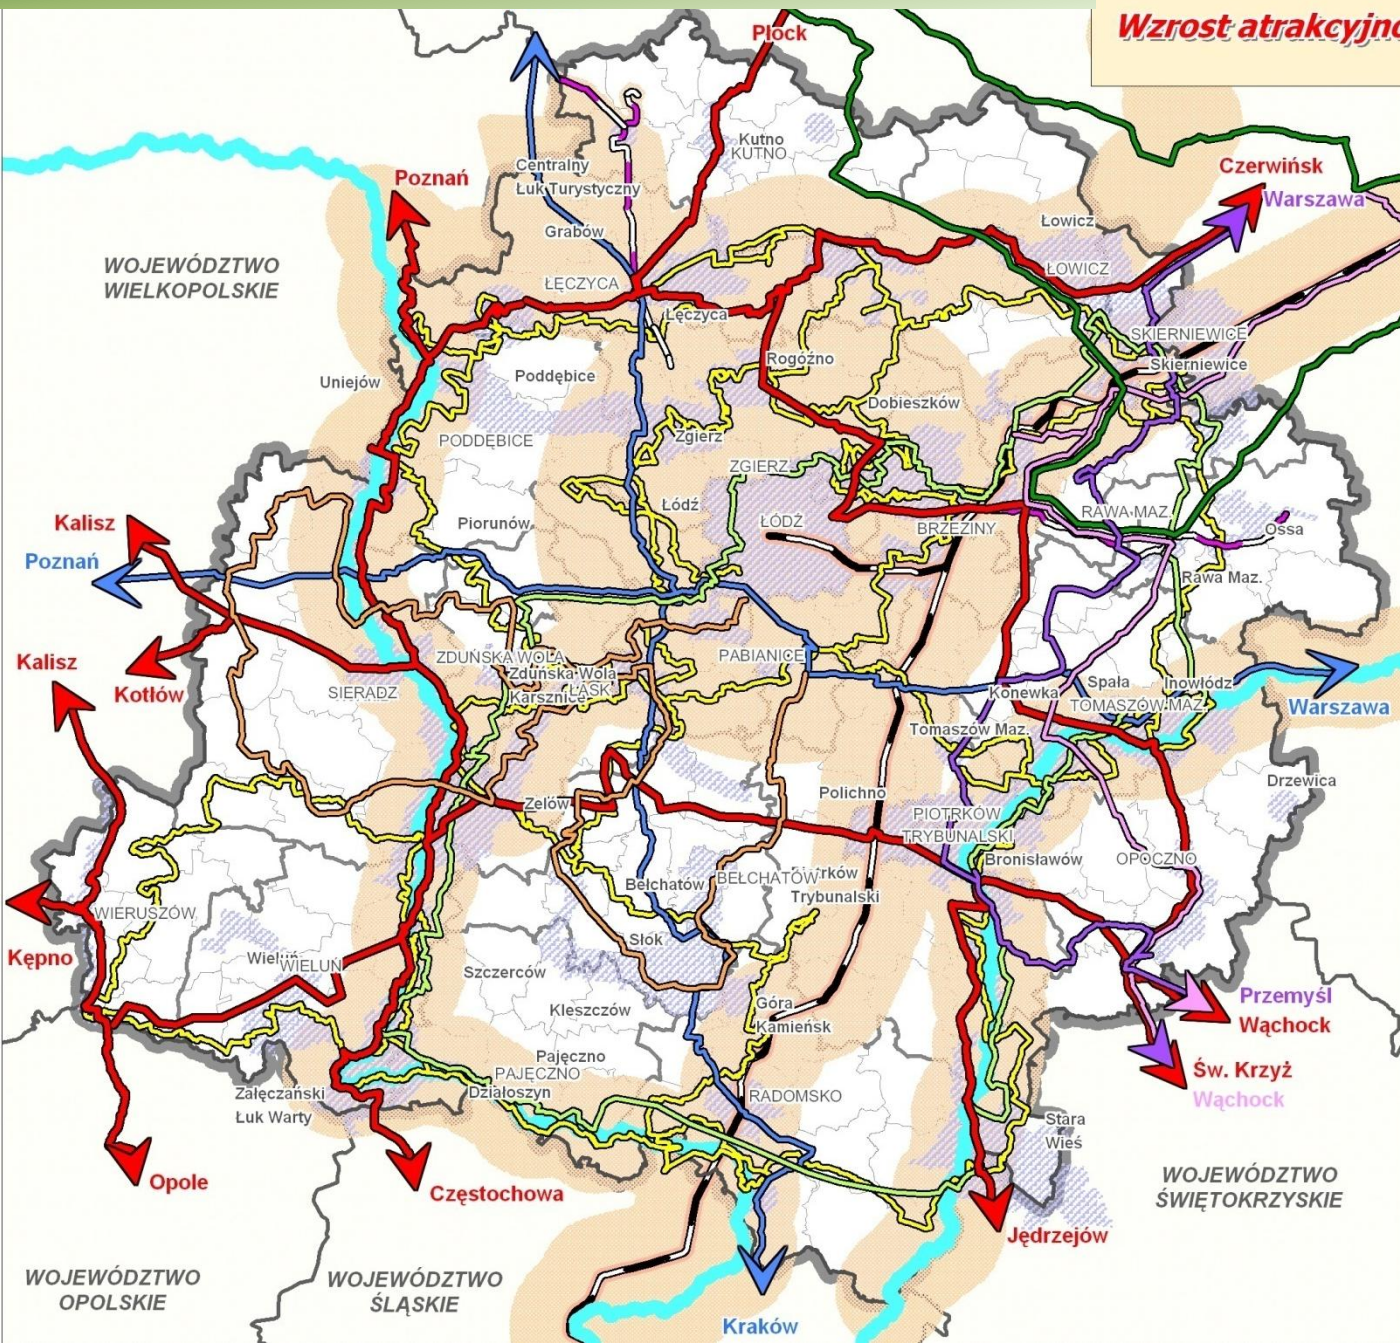 Wzrost atrakcyjno
Płock
Kutno
KUTNO
Centralny
Łuk Turystyczny
Poznań
Czerwińsk
Warszawa
Łowicz
Grabów
WOJEWÓDZTWO
WIELKOPOLSKIE
ŁĘCZYCA
ŁOWICZ
Łęczyca
SKIERNIEWICE
Skierniewice
Rogóźno
Uniejów
Poddębice
Dobieszków
PODDĘBICE
Zgierz
ZGIERZ
Łódź
ŁÓDŹ
Piorunów
BRZEZINY
RAWA MAZ.
Ossa
Kalisz
Poznań
Rawa Maz.
Kalisz
Kotłów
ZDUŃSKA WOLA
Zduńska Wola
Karsznice
ŁASK
PABIANICE
SIERADZ
Konewka
Spała
Inowłódz
TOMASZÓW MAZ.
Warszawa
Tomaszów Maz.
Drzewica
Zelów
Polichno
PIOTRKÓW
TRYBUNALSKI
Bronisławów
OPOCZNO
Bełchatów
BEŁCHATÓW
Trybunalski
WIERUSZÓW
Kępno
Słok
Wieluń
WIELUŃ
Szczerców
Kleszczów
Góra
Kamieńsk
Przemyśl
Wąchock
Pajęczno
PAJĘCZNO
Działoszyn
Załęczański
Łuk Warty
RADOMSKO
Św. Krzyż
Wąchock
Stara
Wieś
Opole
Częstochowa
WOJEWÓDZTWO
ŚWIĘTOKRZYSKIE
Jędrzejów
WOJEWÓDZTWO
OPOLSKIE
WOJEWÓDZTWO
ŚLĄSKIE
Kraków